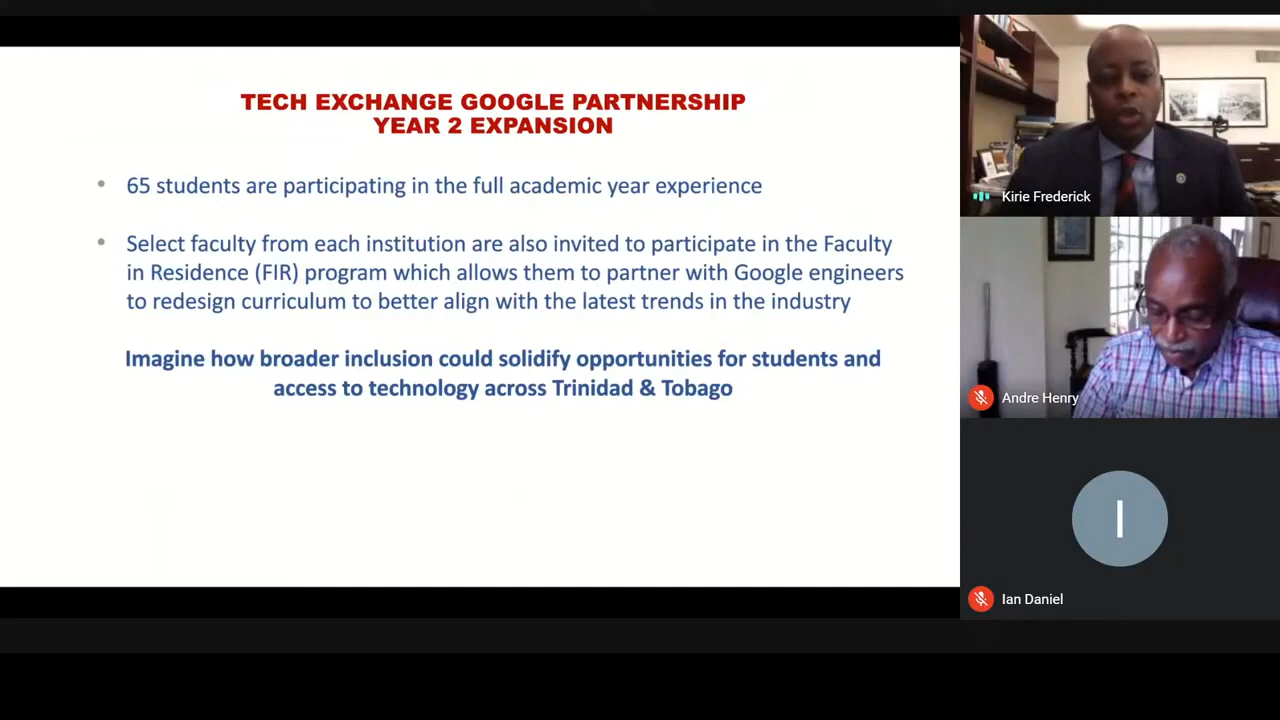 TECH EXCHANGE GOOGLE PARTNERSHIP
YEAR 2 EXPANSION
• 65 students are participating in the full academic year experience
• Select faculty from each institution are also invited to participate in the Faculty
in Residence (FIR) program which allows them to partner with Google engineers
to redesign curriculum to better align with the latest trends in the industry
Imagine how broader inclusion could solidify opportunities for students and
access to technology across Trinidad & Tobago
Kirie Frederick
Andre Henry
I
Ian Daniel